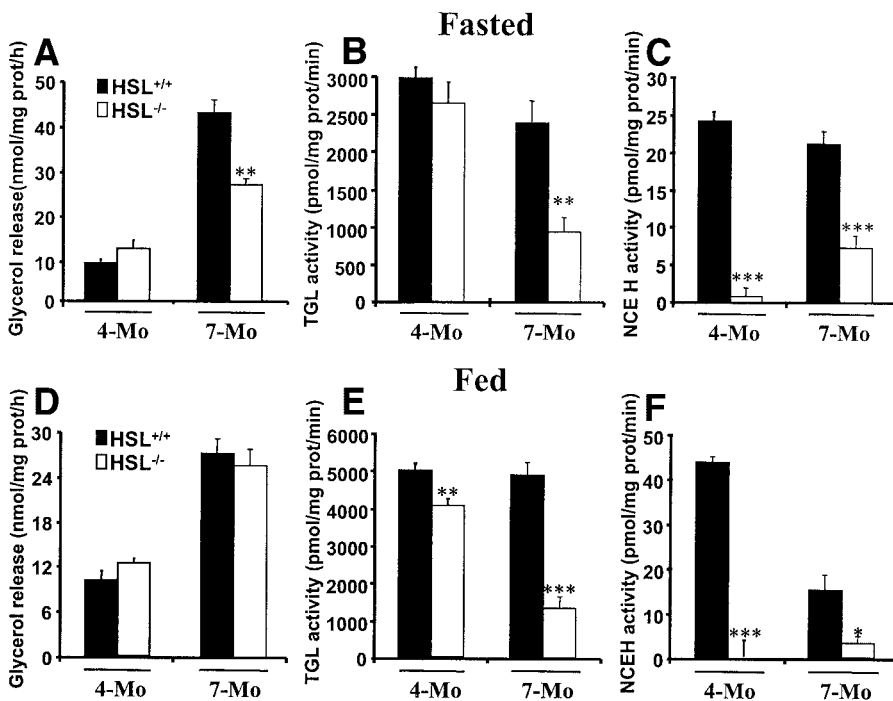 Fasted
A
Glycerol release(nmol/mg prot/h)
50
40
30
20
10
0
HSL+/+
HSL-/-
**
4-Mo
7-Mo
B
TGL activity (pmol/mg prot/min)
3000
2500
2000
1500
1000
500
0
**
4-Mo
7-Mo
C
NCE H activity (pmol/mg prot/min)
30
25
20
15
10
5
0
***
***
4-Mo
7-Mo
Fed
D
Glycerol release (nmol/mg prot/h)
30
24
18
12
6
0
HSL+/+
HSL-/-
4-Mo
7-Mo
E
TGL activity (pmol/mg prot/min)
6000
5000
4000
3000
2000
1000
0
**
***
4-Mo
7-Mo
F
NCEH activity (pmol/mg prot/min)
50
40
30
20
10
0
***
*
4-Mo
7-Mo